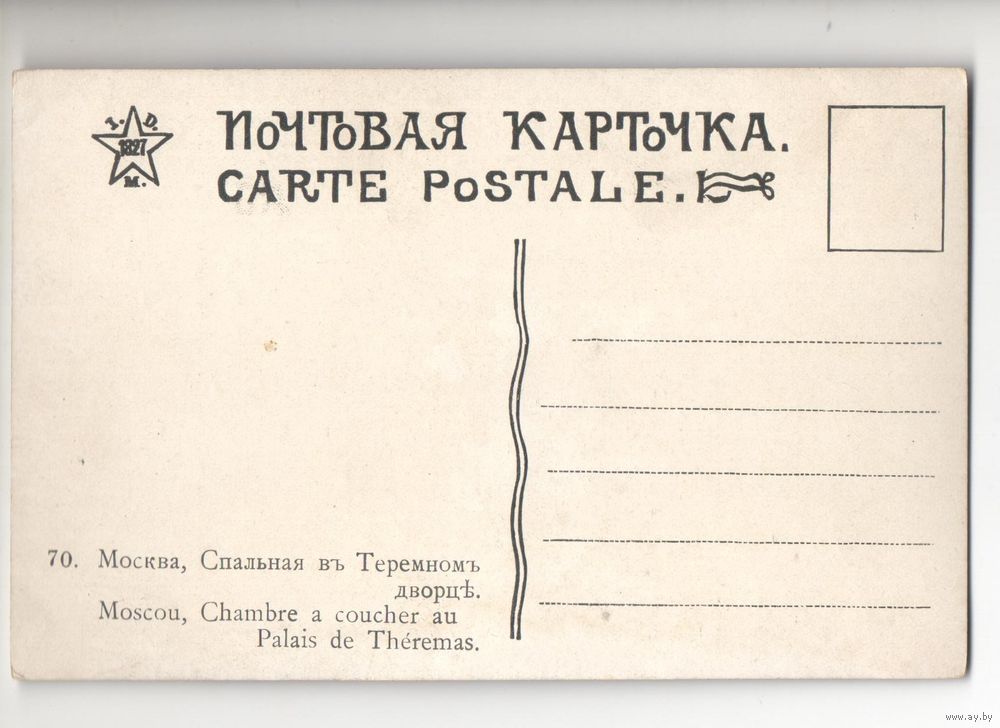 I. D.
1827
M.
ПОЧТОВАЯ КАРТОЧКА.
CARTE POSTALE.
70. Москва, Спальная въ Теремномъ
дворцѣ.
Moscou, Chambre a coucher au
Palais de Théremas.
www.ay.by